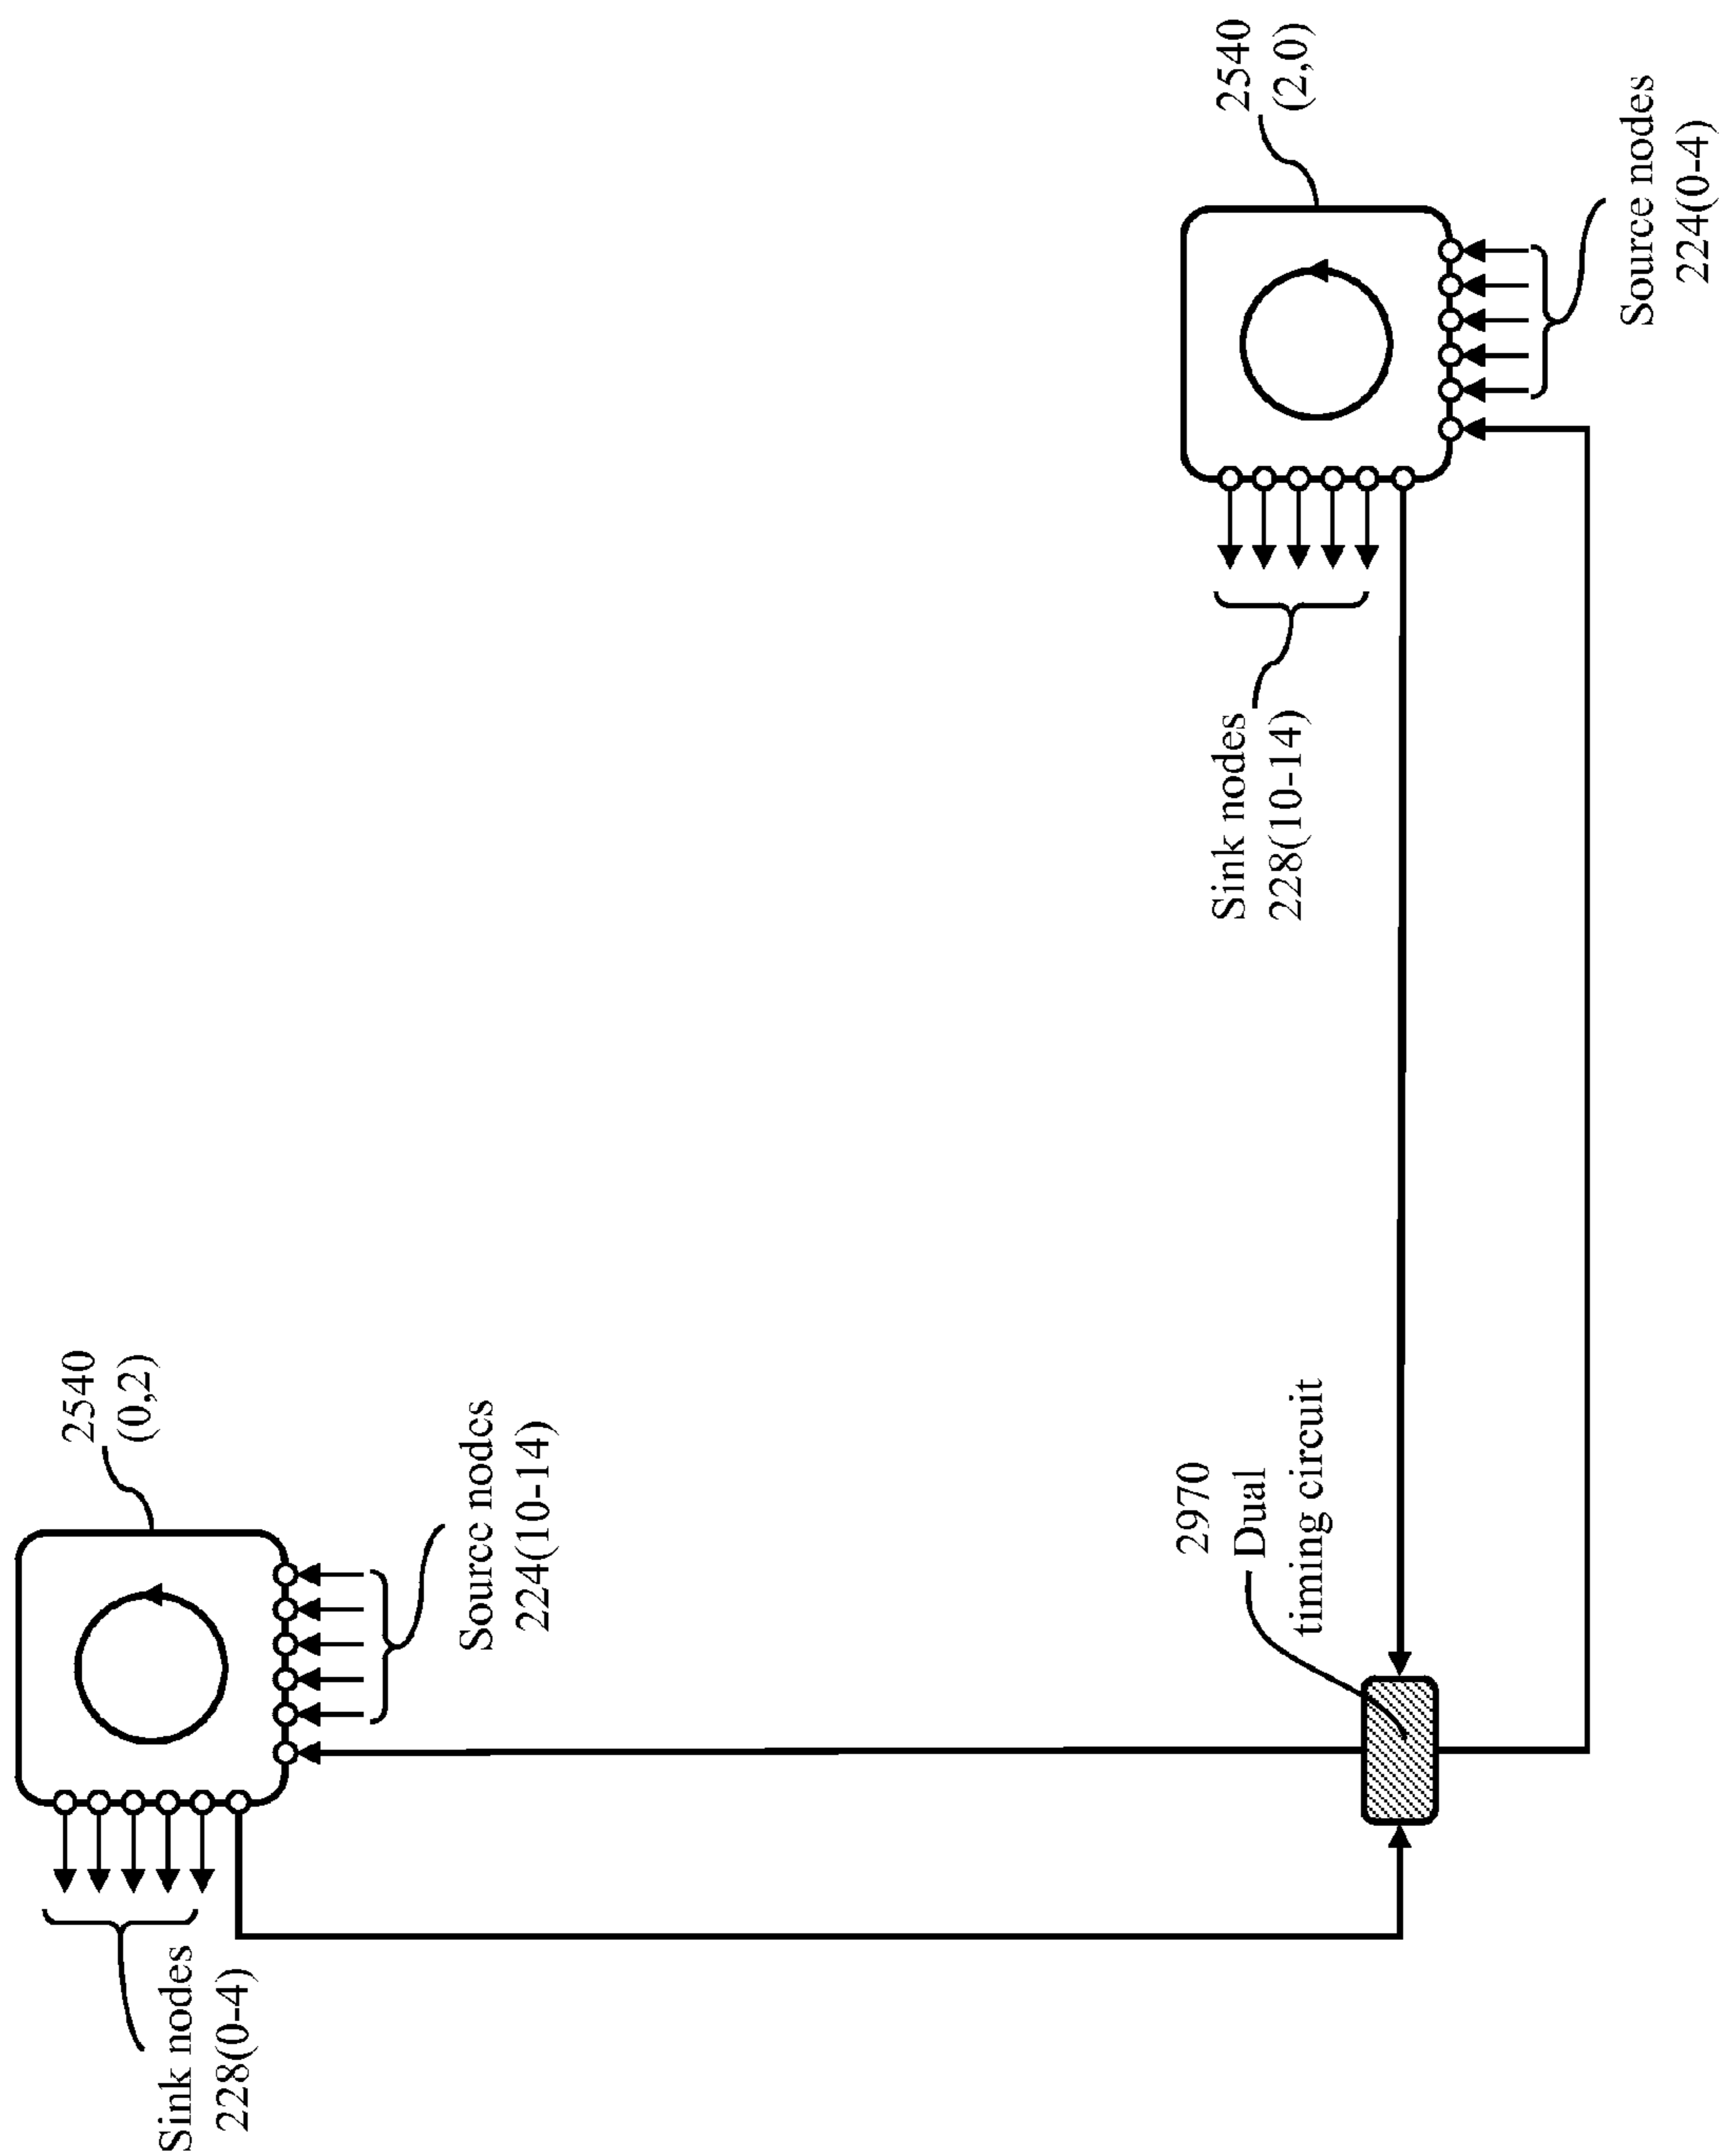 2540
(0,2)
Sink nodes
228(0-4)
Source nodes
224(10-14)
2970
Dual
timing circuit
Sink nodes
228(10-14)
2540
(2,0)
Source nodes
224(0-4)